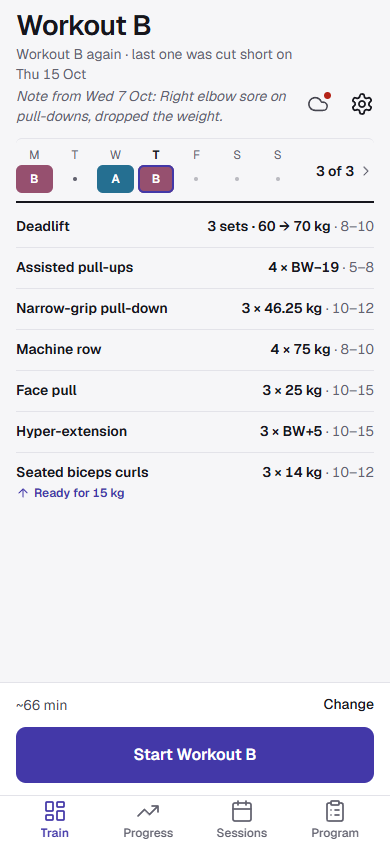 Workout B
Workout B again · last one was cut short on
Thu 15 Oct
Note from Wed 7 Oct: Right elbow sore on
pull-downs, dropped the weight.
M T W T F S S
B A B
3 of 3
Deadlift 3 sets · 60 → 70 kg · 8–10
Assisted pull-ups 4 × BW−19 · 5–8
Narrow-grip pull-down 3 × 46.25 kg · 10–12
Machine row 4 × 75 kg · 8–10
Face pull 3 × 25 kg · 10–15
Hyper-extension 3 × BW+5 · 10–15
Seated biceps curls 3 × 14 kg · 10–12
↑ Ready for 15 kg
~66 min Change
Start Workout B
Train Progress Sessions Program